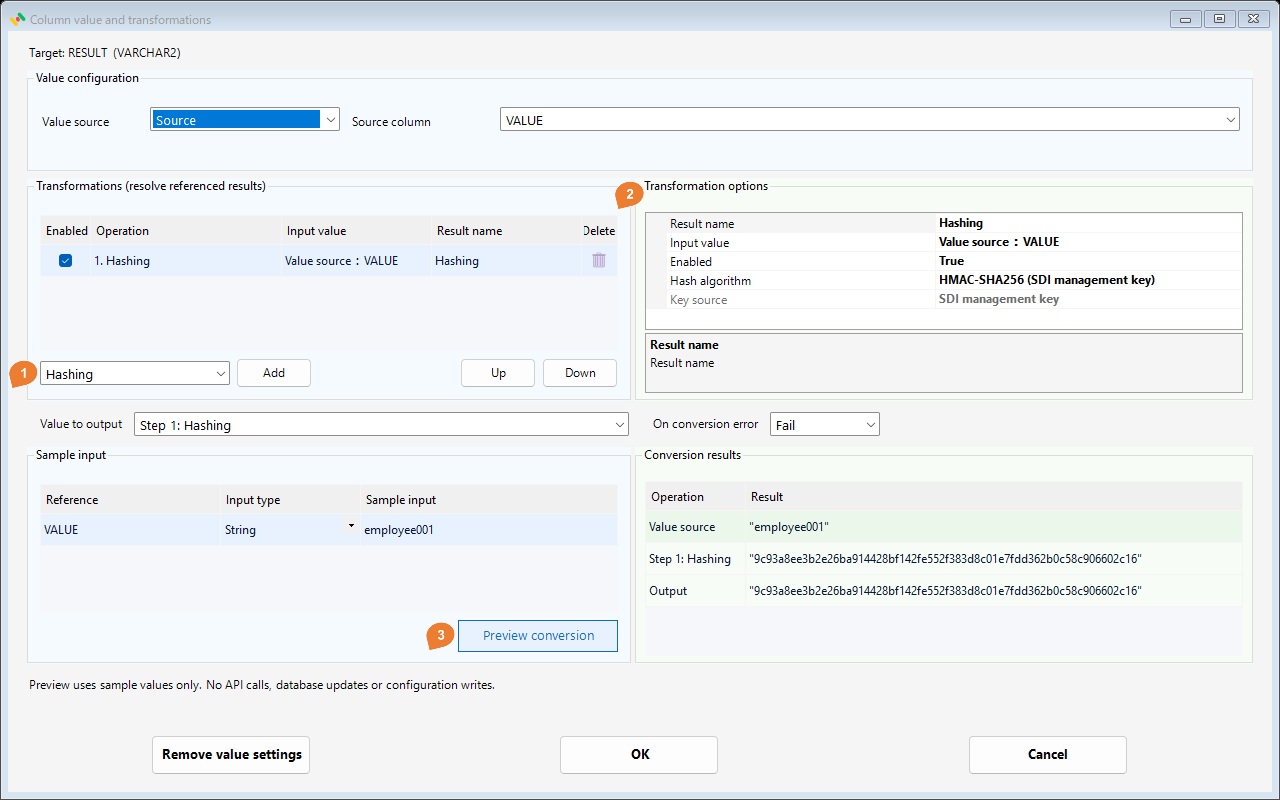 Column value and transformations
Target: RESULT (VARCHAR2)
Value configuration
Value source Source Source column VALUE
Transformations (resolve referenced results)
Enabled Operation Input value Result name Delete
1. Hashing Value source : VALUE Hashing
1 Hashing Add Up Down
2 Transformation options
Result name Hashing
Input value Value source : VALUE
Enabled True
Hash algorithm HMAC-SHA256 (SDI management key)
Key source SDI management key
Result name
Result name
Value to output Step 1: Hashing On conversion error Fail
Sample input
Reference Input type Sample input
VALUE String employee001
3 Preview conversion
Conversion results
Operation Result
Value source "employee001"
Step 1: Hashing "9c93a8ee3b2e26ba914428bf142fe552f383d8c01e7fdd362b0c58c906602c16"
Output "9c93a8ee3b2e26ba914428bf142fe552f383d8c01e7fdd362b0c58c906602c16"
Preview uses sample values only. No API calls, database updates or configuration writes.
Remove value settings OK Cancel